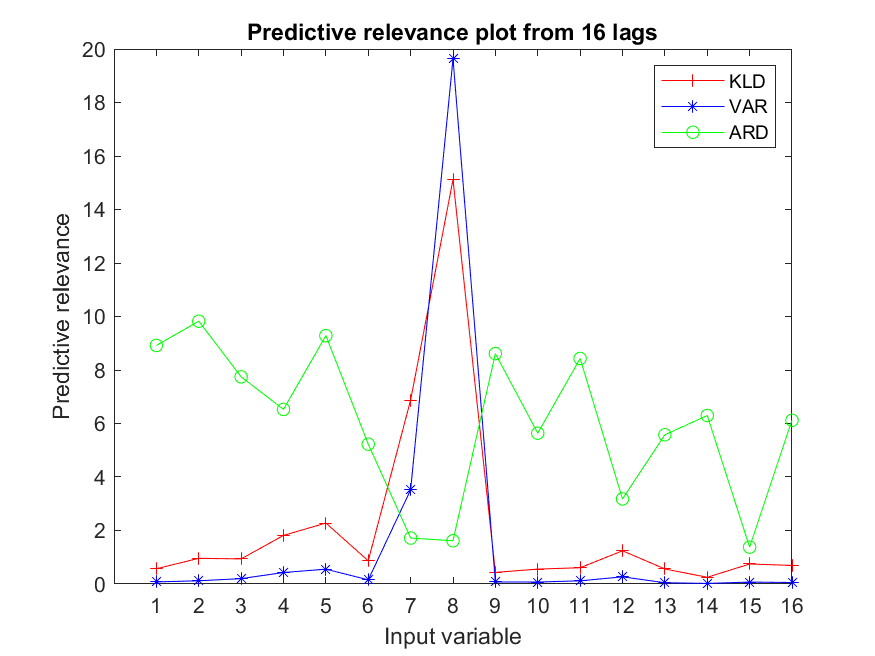 Predictive relevance plot from 16 lags
20
18
16
14
12
10
8
6
4
2
0
Predictive relevance
KLD
VAR
ARD
1 2 3 4 5 6 7 8 9 10 11 12 13 14 15 16
Input variable